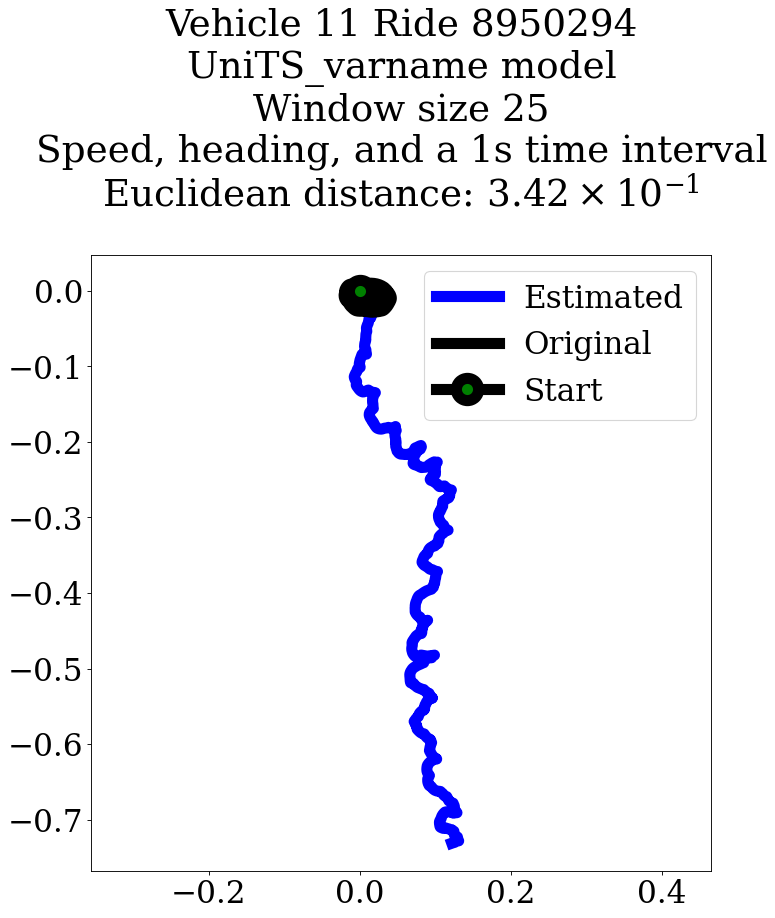 Vehicle 11 Ride 8950294
UniTS_varname model
Window size 25
Speed, heading, and a 1s time interval
Euclidean distance: 3.42 × 10⁻¹
Estimated
Original
Start
0.0
−0.1
−0.2
−0.3
−0.4
−0.5
−0.6
−0.7
−0.2 0.0 0.2 0.4